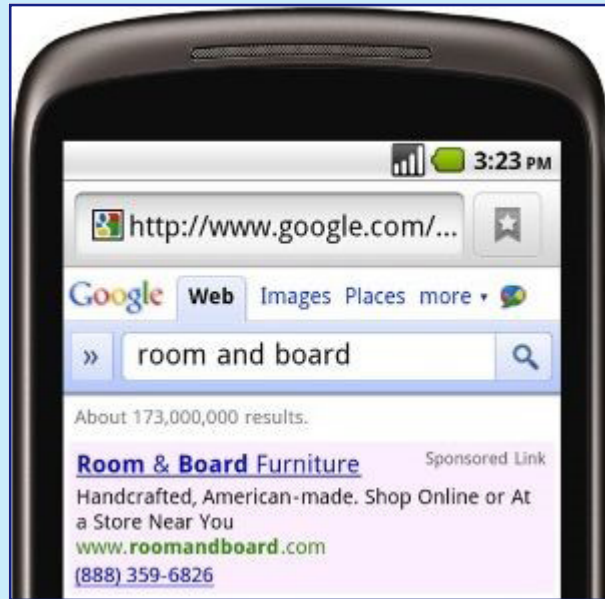 3:23 PM
http://www.google.com/...
Google Web Images Places more
» room and board
About 173,000,000 results.
Room & Board Furniture Sponsored Link
Handcrafted, American-made. Shop Online or At
a Store Near You
www.roomandboard.com
(888) 359-6826